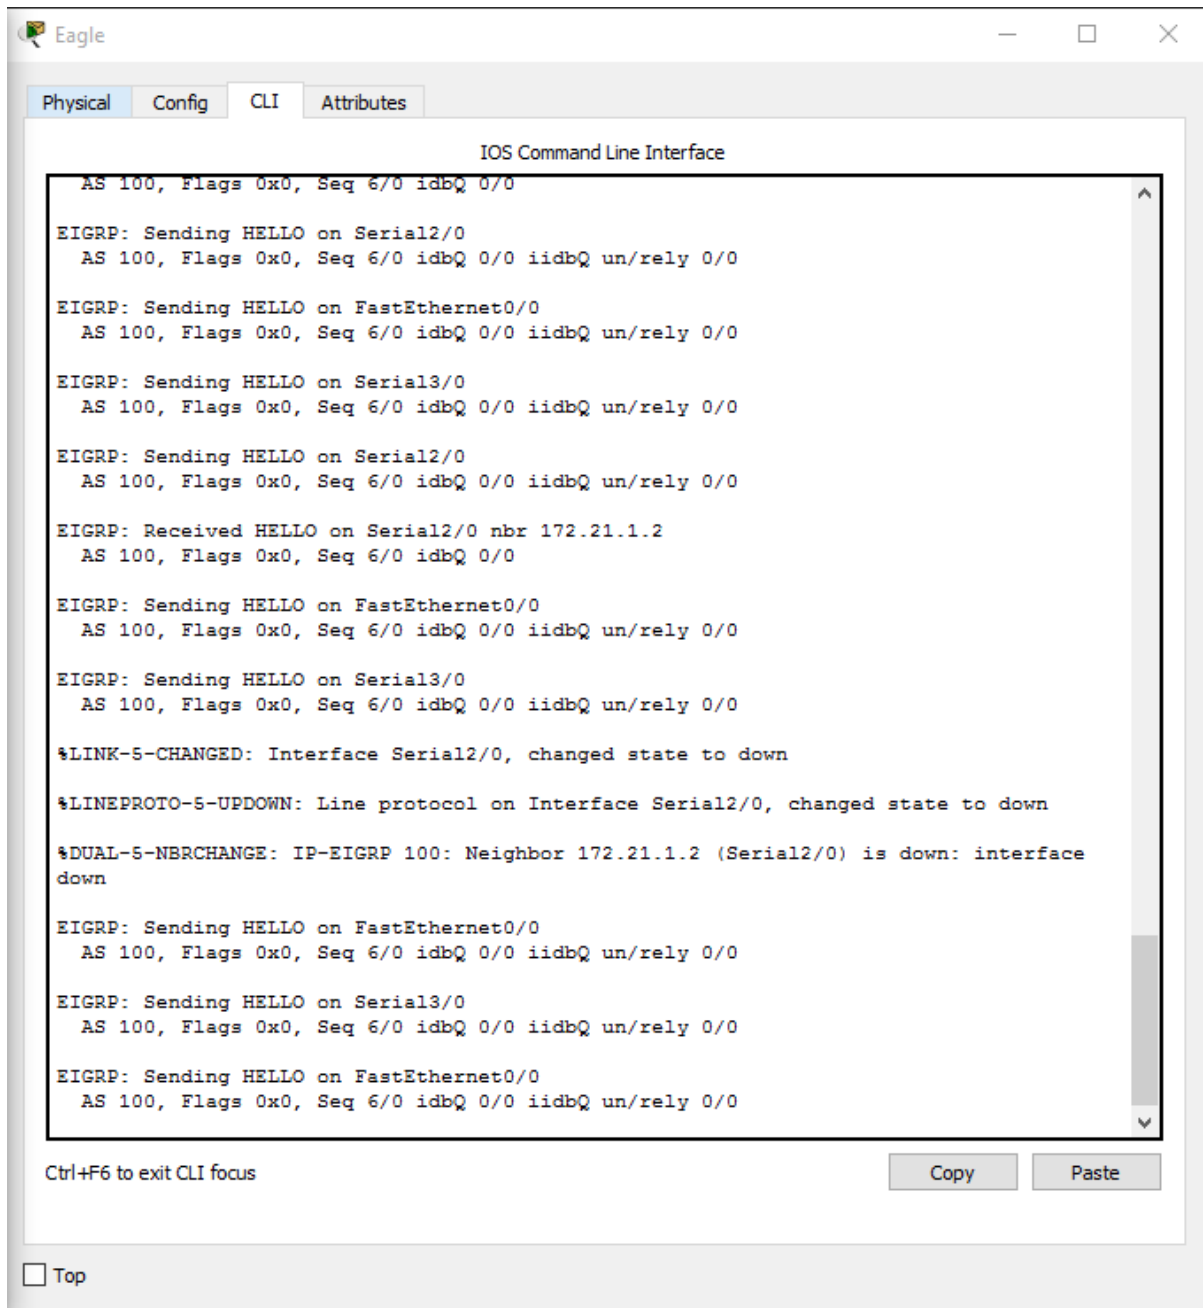 Eagle
Physical Config CLI Attributes
IOS Command Line Interface
AS 100, Flags 0x0, Seq 6/0 idbQ 0/0
EIGRP: Sending HELLO on Serial2/0
AS 100, Flags 0x0, Seq 6/0 idbQ 0/0 iidbQ un/rely 0/0
EIGRP: Sending HELLO on FastEthernet0/0
AS 100, Flags 0x0, Seq 6/0 idbQ 0/0 iidbQ un/rely 0/0
EIGRP: Sending HELLO on Serial3/0
AS 100, Flags 0x0, Seq 6/0 idbQ 0/0 iidbQ un/rely 0/0
EIGRP: Sending HELLO on Serial2/0
AS 100, Flags 0x0, Seq 6/0 idbQ 0/0 iidbQ un/rely 0/0
EIGRP: Received HELLO on Serial2/0 nbr 172.21.1.2
AS 100, Flags 0x0, Seq 6/0 idbQ 0/0
EIGRP: Sending HELLO on FastEthernet0/0
AS 100, Flags 0x0, Seq 6/0 idbQ 0/0 iidbQ un/rely 0/0
EIGRP: Sending HELLO on Serial3/0
AS 100, Flags 0x0, Seq 6/0 idbQ 0/0 iidbQ un/rely 0/0
%LINK-5-CHANGED: Interface Serial2/0, changed state to down
%LINEPROTO-5-UPDOWN: Line protocol on Interface Serial2/0, changed state to down
%DUAL-5-NBRCHANGE: IP-EIGRP 100: Neighbor 172.21.1.2 (Serial2/0) is down: interface
down
EIGRP: Sending HELLO on FastEthernet0/0
AS 100, Flags 0x0, Seq 6/0 idbQ 0/0 iidbQ un/rely 0/0
EIGRP: Sending HELLO on Serial3/0
AS 100, Flags 0x0, Seq 6/0 idbQ 0/0 iidbQ un/rely 0/0
EIGRP: Sending HELLO on FastEthernet0/0
AS 100, Flags 0x0, Seq 6/0 idbQ 0/0 iidbQ un/rely 0/0
Ctrl+F6 to exit CLI focus
Copy Paste
Top